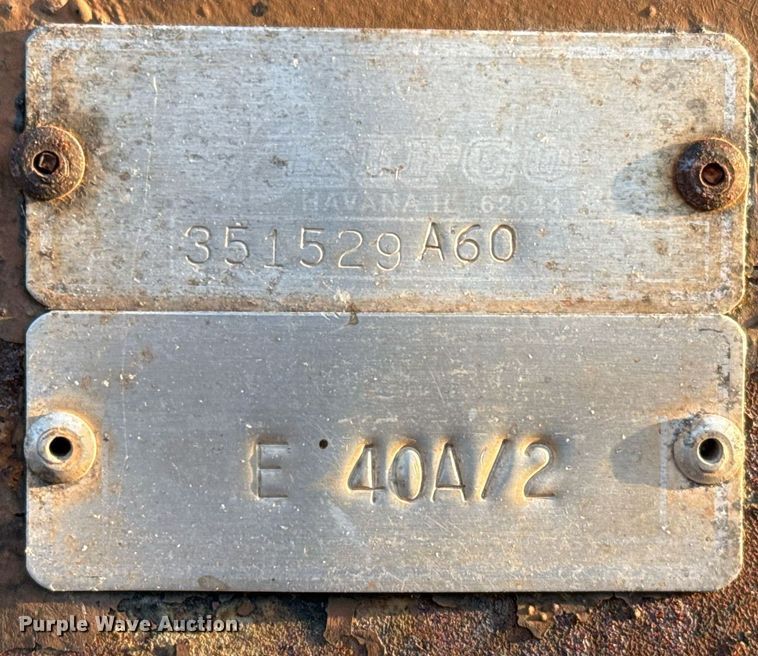 HAVANA IL 62644
351529 A60
E 40A/2
Purple Wave Auction